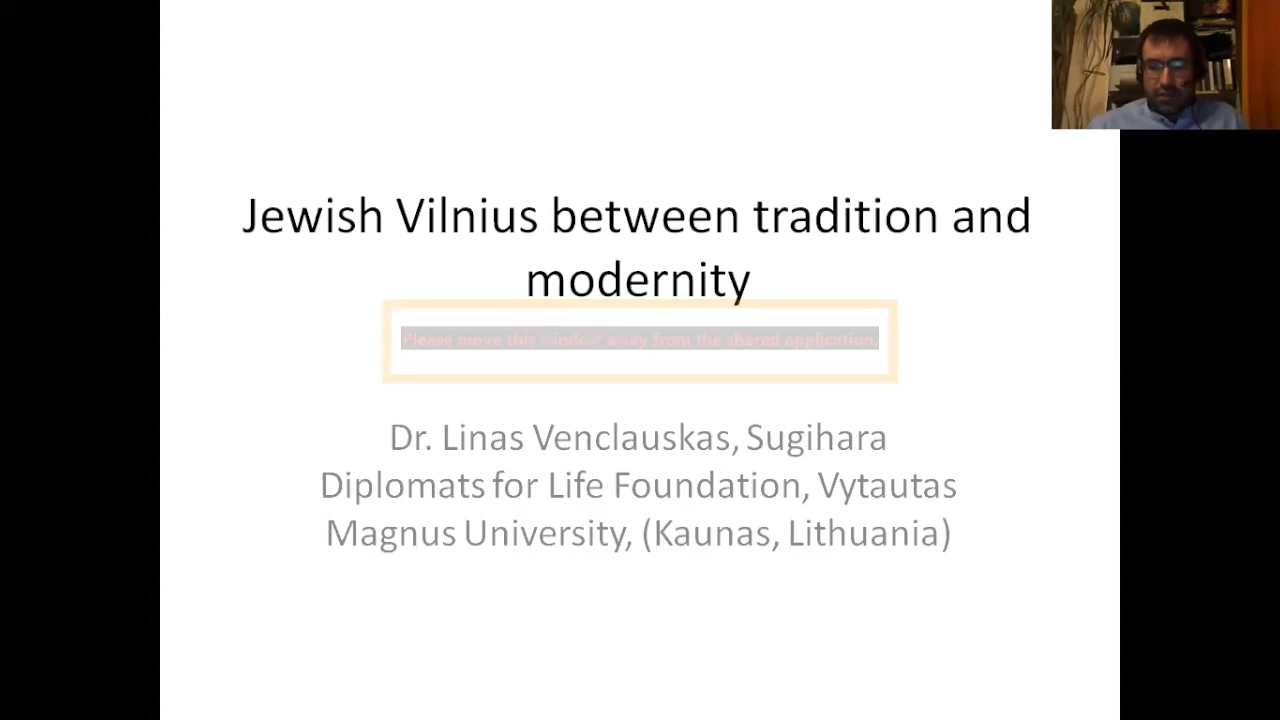 Jewish Vilnius between tradition and
modernity
Please move this window away from the shared application.
Dr. Linas Venclauskas, Sugihara
Diplomats for Life Foundation, Vytautas
Magnus University, (Kaunas, Lithuania)